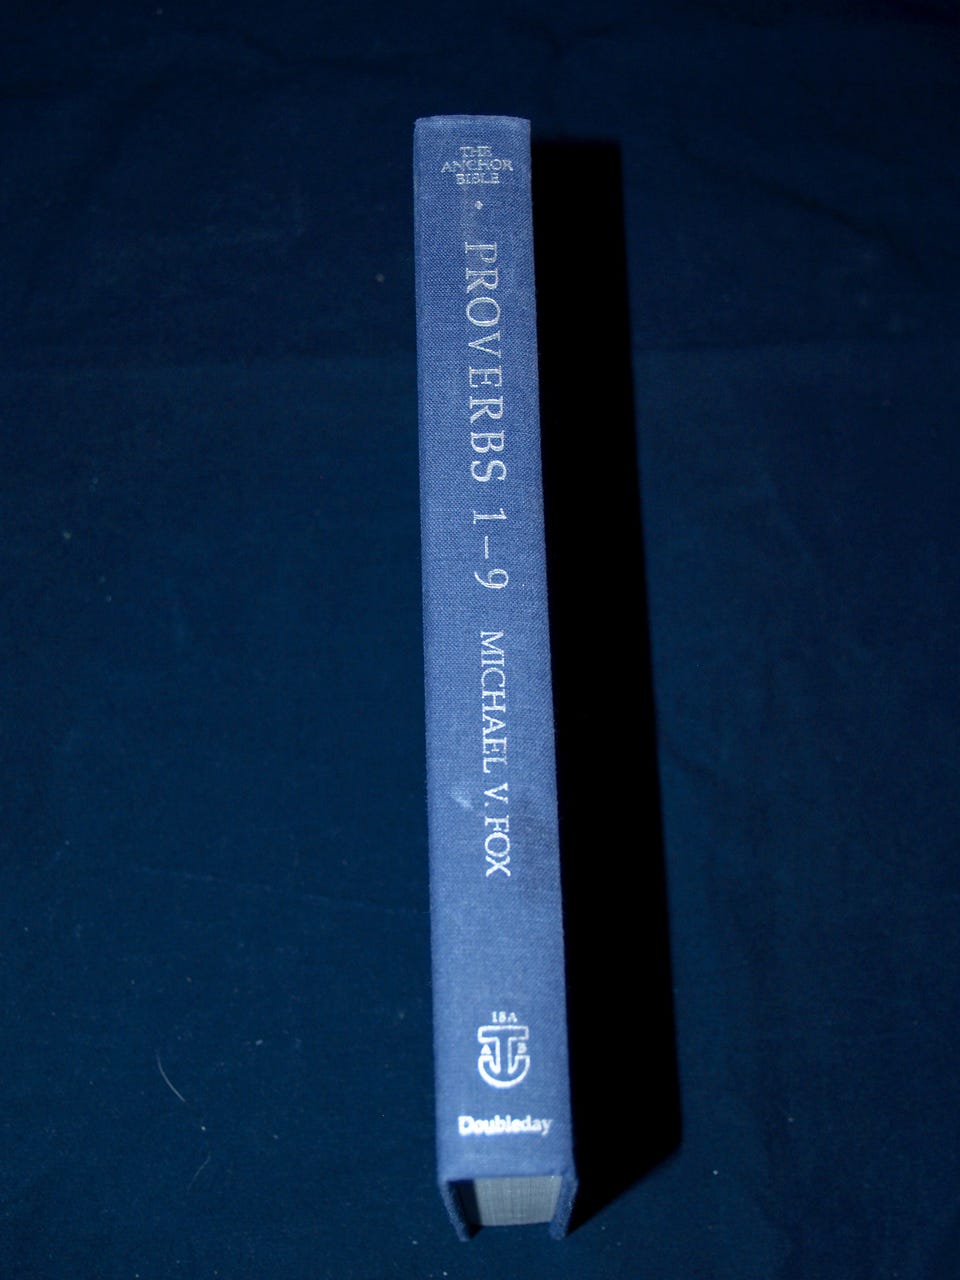 THE
ANCHOR
BIBLE
PROVERBS 1–9
MICHAEL V. FOX
18A
A B
Doubleday